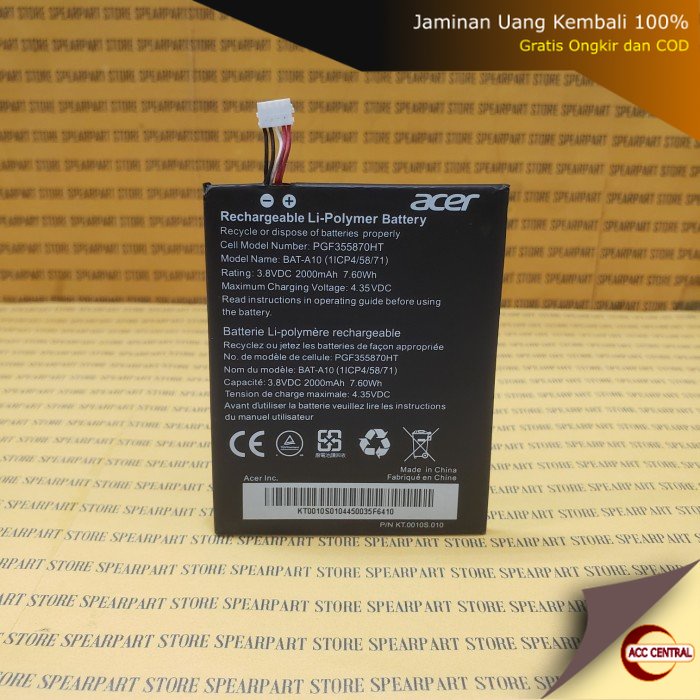 Jaminan Uang Kembali 100%
Gratis Ongkir dan COD
SPEARPART STORE SPEARPART STORE SPEARPART STORE
acer
Rechargeable Li-Polymer Battery
Recycle or dispose of batteries properly
Cell Model Number: PGF355870HT
Model Name: BAT-A10 (1ICP4/58/71)
Rating: 3.8VDC 2000mAh 7.60Wh
Maximum Charging Voltage: 4.35VDC
Read instructions in operating guide before using
the battery.
Batterie Li-polymère rechargeable
Recyclez ou jetez les batteries de façon appropriée
No. de modèle de cellule: PGF355870HT
Nom du modèle: BAT-A10 (1ICP4/58/71)
Capacité: 3.8VDC 2000mAh 7.60Wh
Tension de charge maximale: 4.35VDC
Avant d'utiliser la batterie veuillez lire les instructions
du manuel utilisateur
CE
Made in China
Fabriqué en Chine
Acer Inc.
KT0010S0104450035F6410
P/N KT.0010S.010
ACC CENTRAL